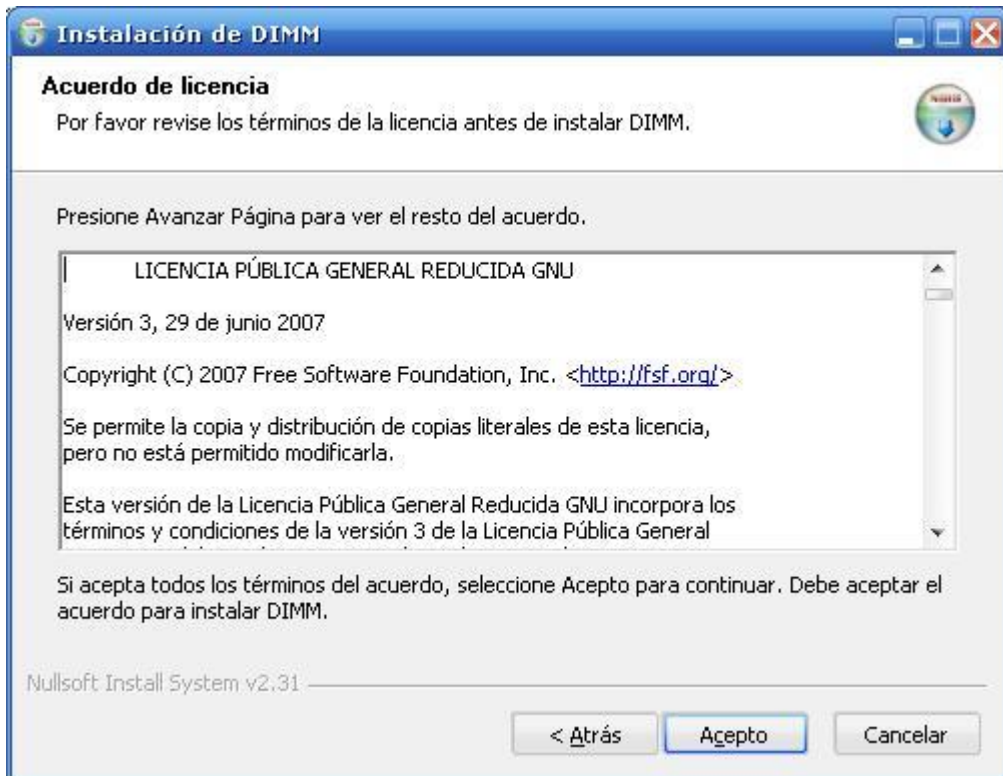 Instalación de DIMM
Acuerdo de licencia
Por favor revise los términos de la licencia antes de instalar DIMM.
Presione Avanzar Página para ver el resto del acuerdo.
LICENCIA PÚBLICA GENERAL REDUCIDA GNU
Versión 3, 29 de junio 2007
Copyright (C) 2007 Free Software Foundation, Inc. <http://fsf.org/>
Se permite la copia y distribución de copias literales de esta licencia,
pero no está permitido modificarla.
Esta versión de la Licencia Pública General Reducida GNU incorpora los
términos y condiciones de la versión 3 de la Licencia Pública General
Si acepta todos los términos del acuerdo, seleccione Acepto para continuar. Debe aceptar el
acuerdo para instalar DIMM.
Nullsoft Install System v2.31
< Atrás
Acepto
Cancelar